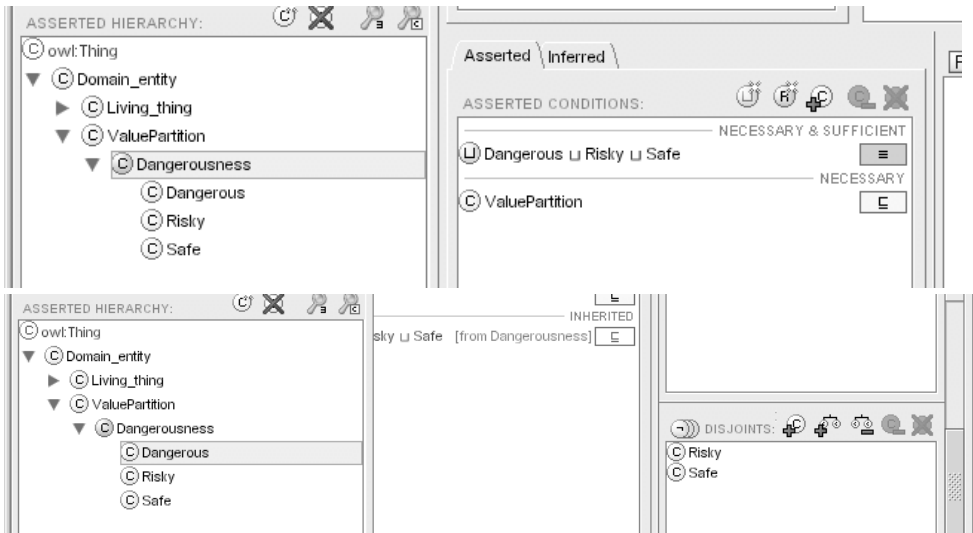 ASSERTED HIERARCHY:
owl:Thing
Domain_entity
Living_thing
ValuePartition
Dangerousness
Dangerous
Risky
Safe
Asserted
Inferred
ASSERTED CONDITIONS:
NECESSARY & SUFFICIENT
Dangerous ⊔ Risky ⊔ Safe
≡
NECESSARY
ValuePartition
⊑
ASSERTED HIERARCHY:
owl:Thing
Domain_entity
Living_thing
ValuePartition
Dangerousness
Dangerous
Risky
Safe
⊑
INHERITED
sky ⊔ Safe [from Dangerousness] ⊑
DISJOINTS:
Risky
Safe